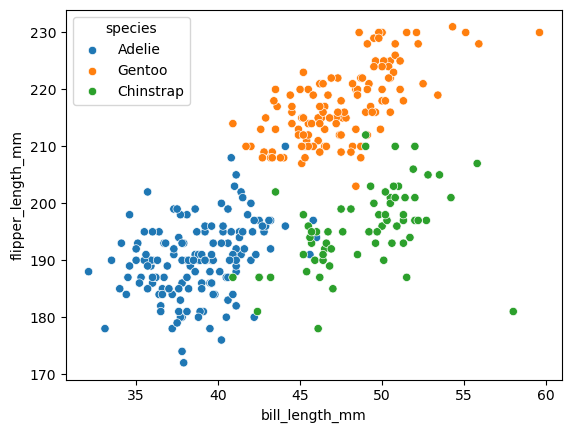 species
Adelie
Gentoo
Chinstrap
230
220
210
200
190
180
170
flipper_length_mm
35
40
45
50
55
60
bill_length_mm